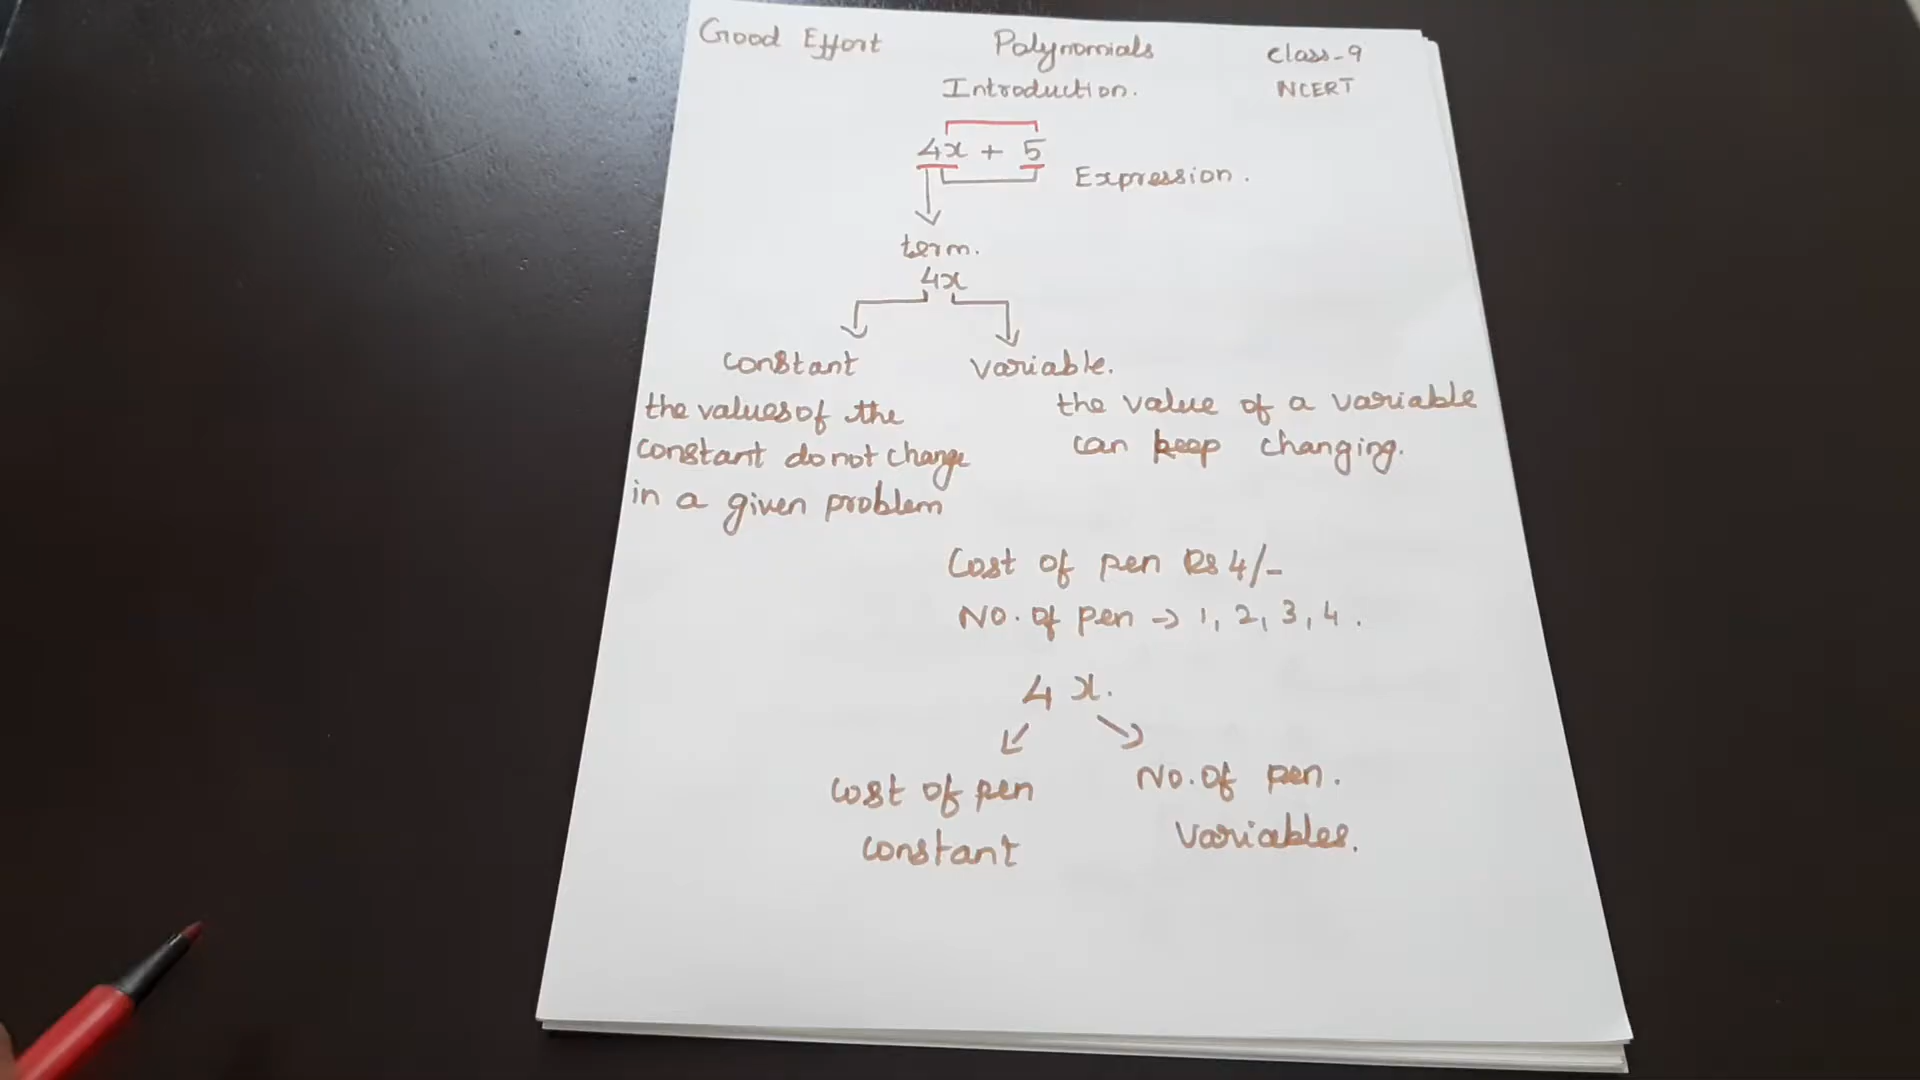 Good Effort Polynomials Class-9
Introduction. NCERT
4x + 5
Expression.
term.
4x
Constant Variable.
the values of the
constant do not change
in a given problem
the value of a variable
can keep changing.
Cost of pen Rs 4/-
No. of pen → 1, 2, 3, 4.
4 x.
Cost of pen
constant
No. of pen.
Variables.